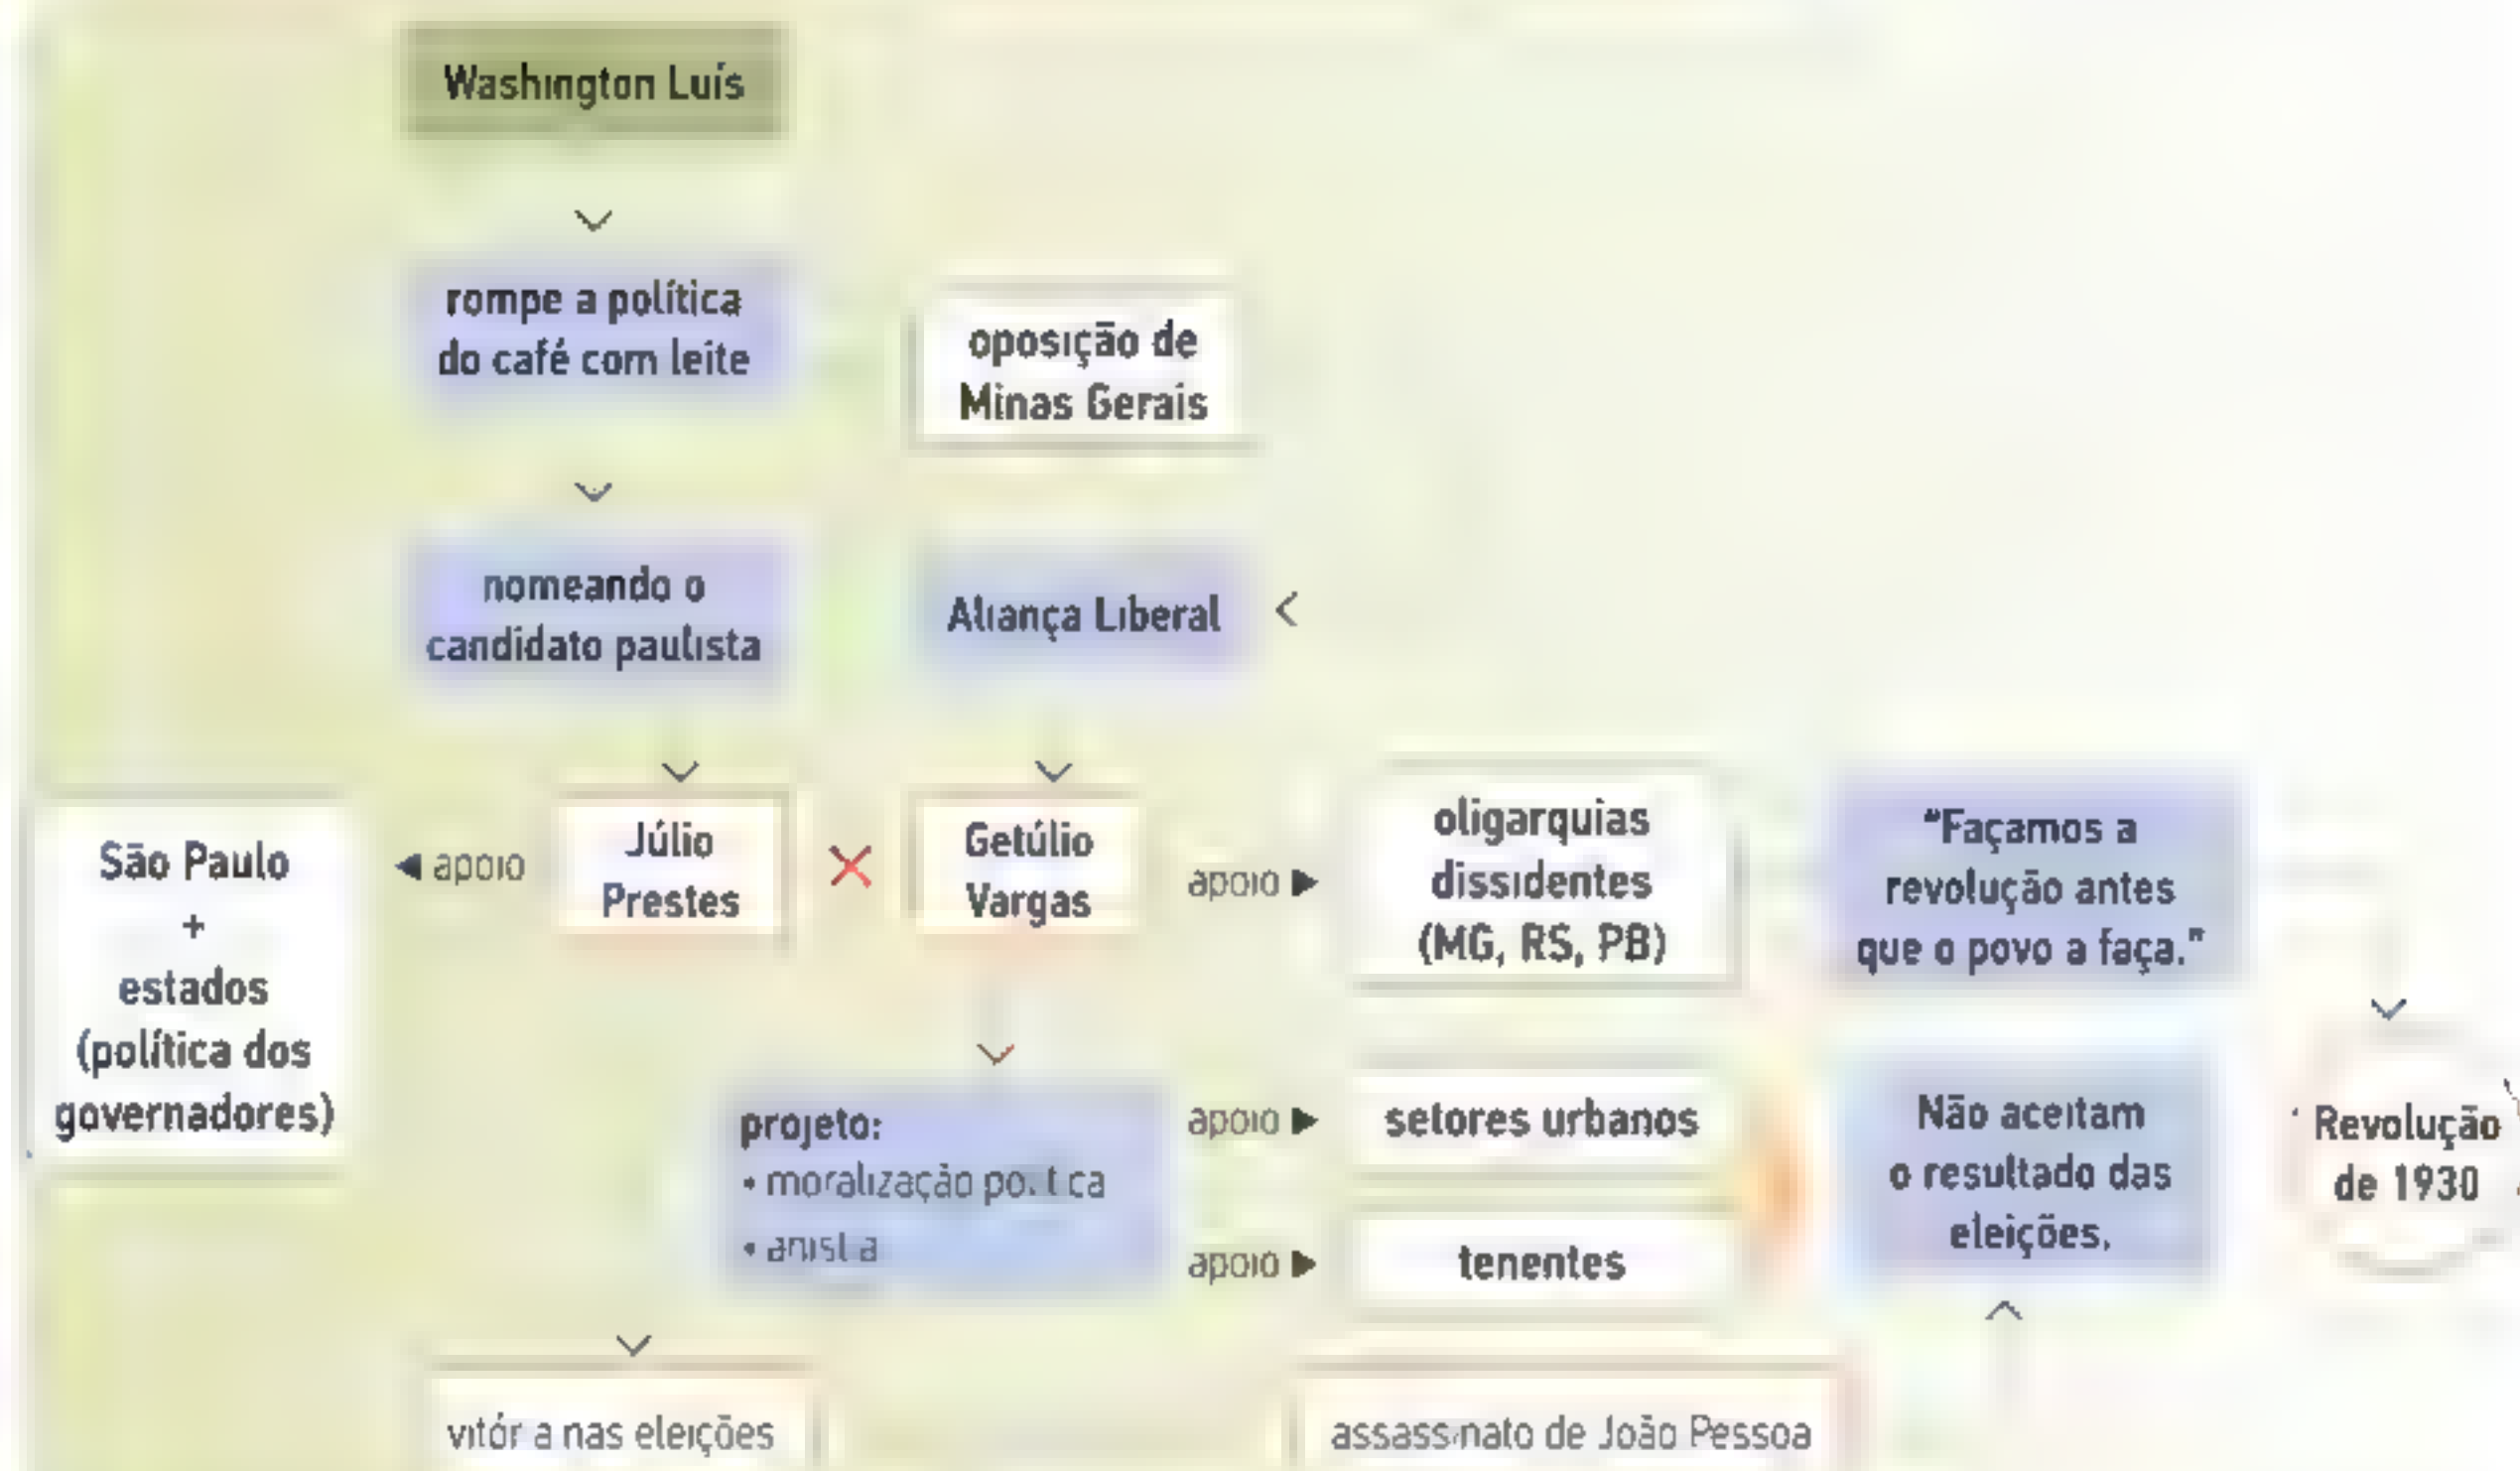 Washington Luís
rompe a política
do café com leite
oposição de
Minas Gerais
nomeando o
candidato paulista
Aliança Liberal
São Paulo
+
estados
(política dos
governadores)
apoio
Júlio
Prestes
Getúlio
Vargas
apoio
oligarquias
dissidentes
(MG, RS, PB)
"Façamos a
revolução antes
que o povo a faça."
projeto:
• moralização política
• anistia
apoio
setores urbanos
apoio
tenentes
Não aceitam
o resultado das
eleições.
Revolução
de 1930
vitória nas eleições
assassinato de João Pessoa